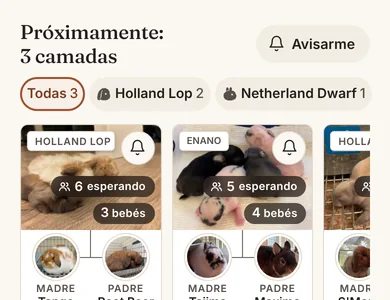 Próximamente:
3 camadas
Avisarme
Todas 3
Holland Lop 2
Netherland Dwarf 1
HOLLAND LOP
6 esperando
3 bebés
ENANO
5 esperando
4 bebés
MADRE
PADRE
MADRE
PADRE
MADRE